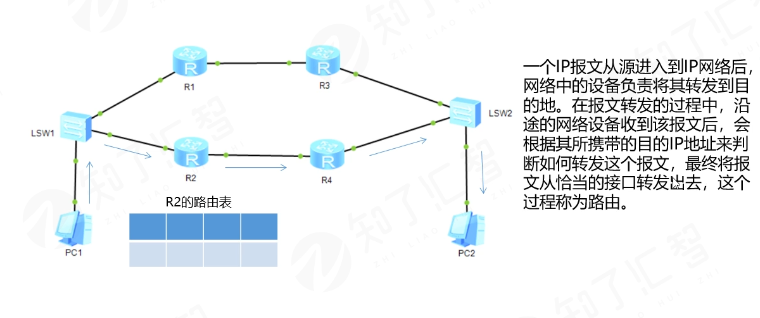 一个IP报文从源进入到IP网络后，
网络中的设备负责将其转发到目
的地。在报文转发的过程中，沿
途的网络设备收到该报文后，会
根据其所携带的目的IP地址来判
断如何转发这个报文，最终将报
文从恰当的接口转发出去，这个
过程称为路由。
R
R1
R
R3
LSW1
LSW2
R
R2
R
R4
R2的路由表
PC1
PC2
知了汇智